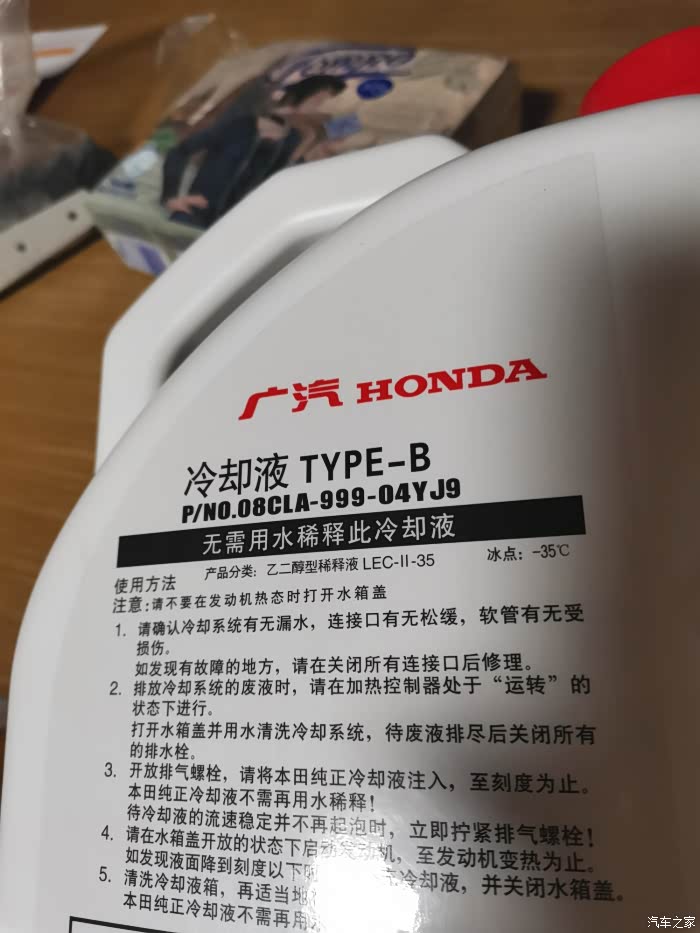 广汽 HONDA
冷却液 TYPE-B
P/NO.08CLA-999-04YJ9
无需用水稀释此冷却液
产品分类：乙二醇型稀释液 LEC-II-35 冰点：-35℃
使用方法
注意：请不要在发动机热态时打开水箱盖
1. 请确认冷却系统有无漏水，连接口有无松缓，软管有无受
损伤。
如发现有故障的地方，请在关闭所有连接口后修理。
2. 排放冷却系统的废液时，请在加热控制器处于“运转”的
状态下进行。
打开水箱盖并用水清洗冷却系统，待废液排尽后关闭所有
的排水栓。
3. 开放排气螺栓，请将本田纯正冷却液注入，至刻度为止。
本田纯正冷却液不需再用水稀释！
待冷却液的流速稳定并不再起泡时，立即拧紧排气螺栓！
4. 请在水箱盖开放的状态下启动发动机，至发动机变热为止。
如发现液面降到刻度以下
冷却液，并关闭水箱盖。
5. 清洗冷却液箱，再适当地
本田纯正冷却液不需再用
汽车之家